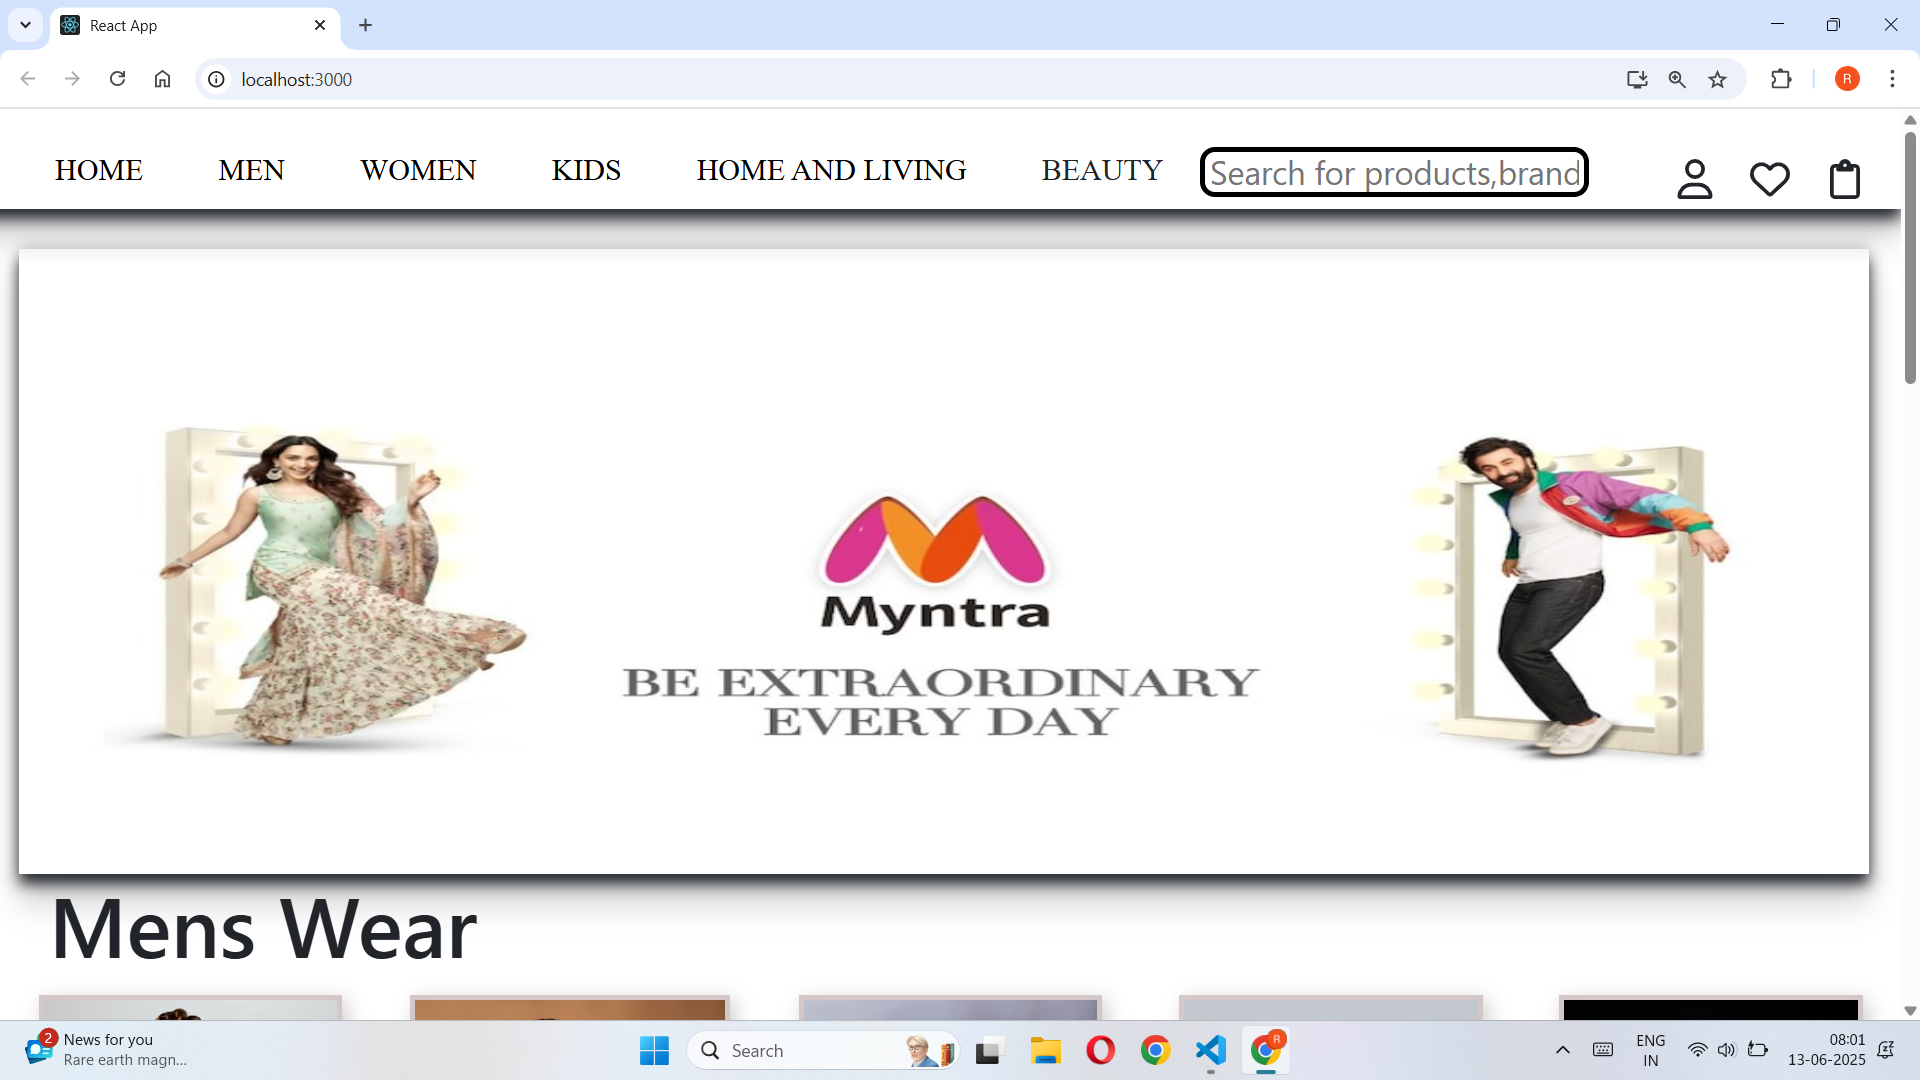 React App
localhost:3000
R
HOME MEN WOMEN KIDS HOME AND LIVING BEAUTY Search for products,brand
Myntra
BE EXTRAORDINARY
EVERY DAY
Mens Wear
2
News for you
Rare earth magn...
Search
R
ENG
IN
08:01
13-06-2025